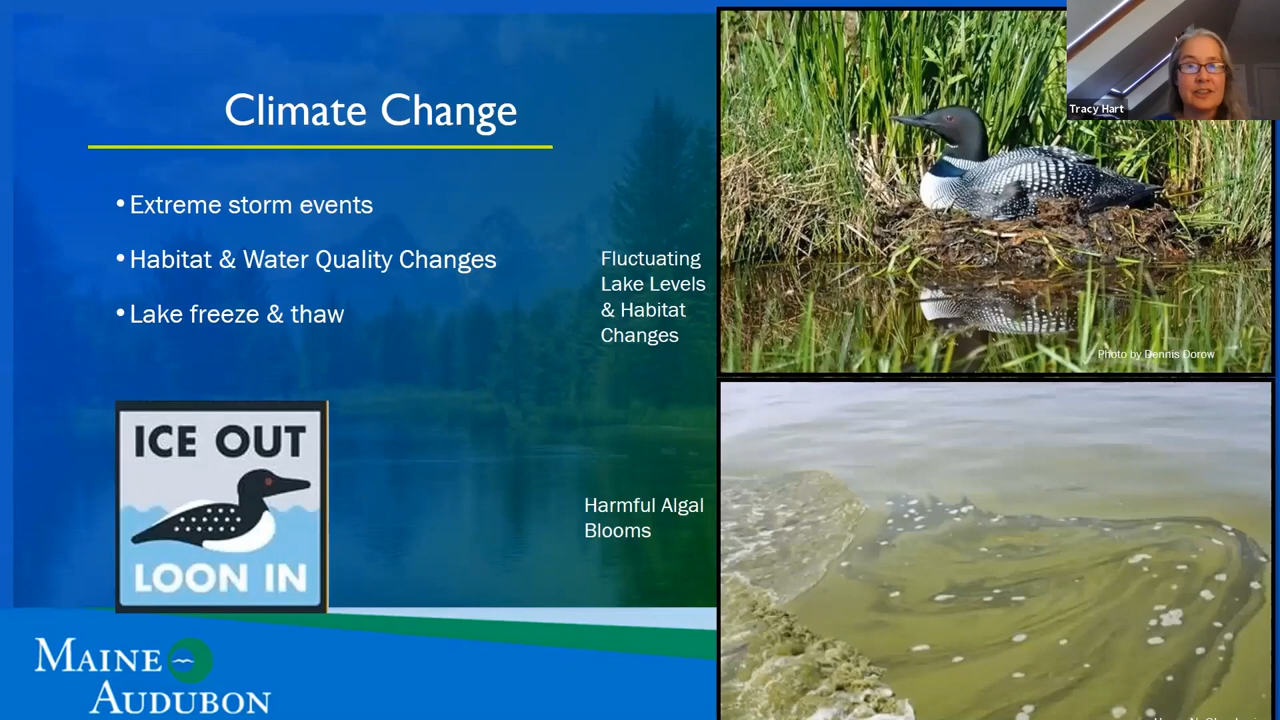 Climate Change
•Extreme storm events
•Habitat & Water Quality Changes
•Lake freeze & thaw
Fluctuating
Lake Levels
& Habitat
Changes
Harmful Algal
Blooms
ICE OUT
LOON IN
MAINE
AUDUBON
Tracy Hart
Photo by Dennis Dorow